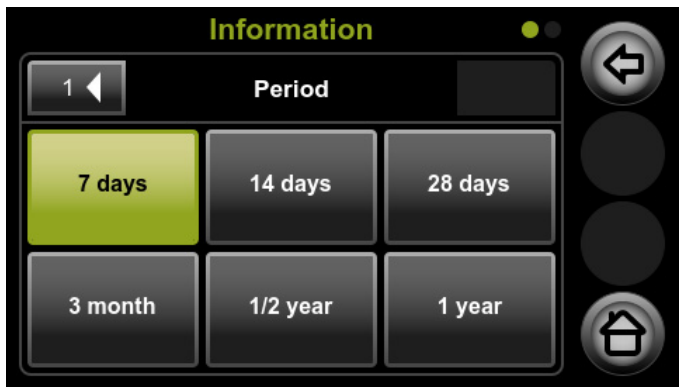 Information
1 Period
7 days 14 days 28 days
3 month 1/2 year 1 year